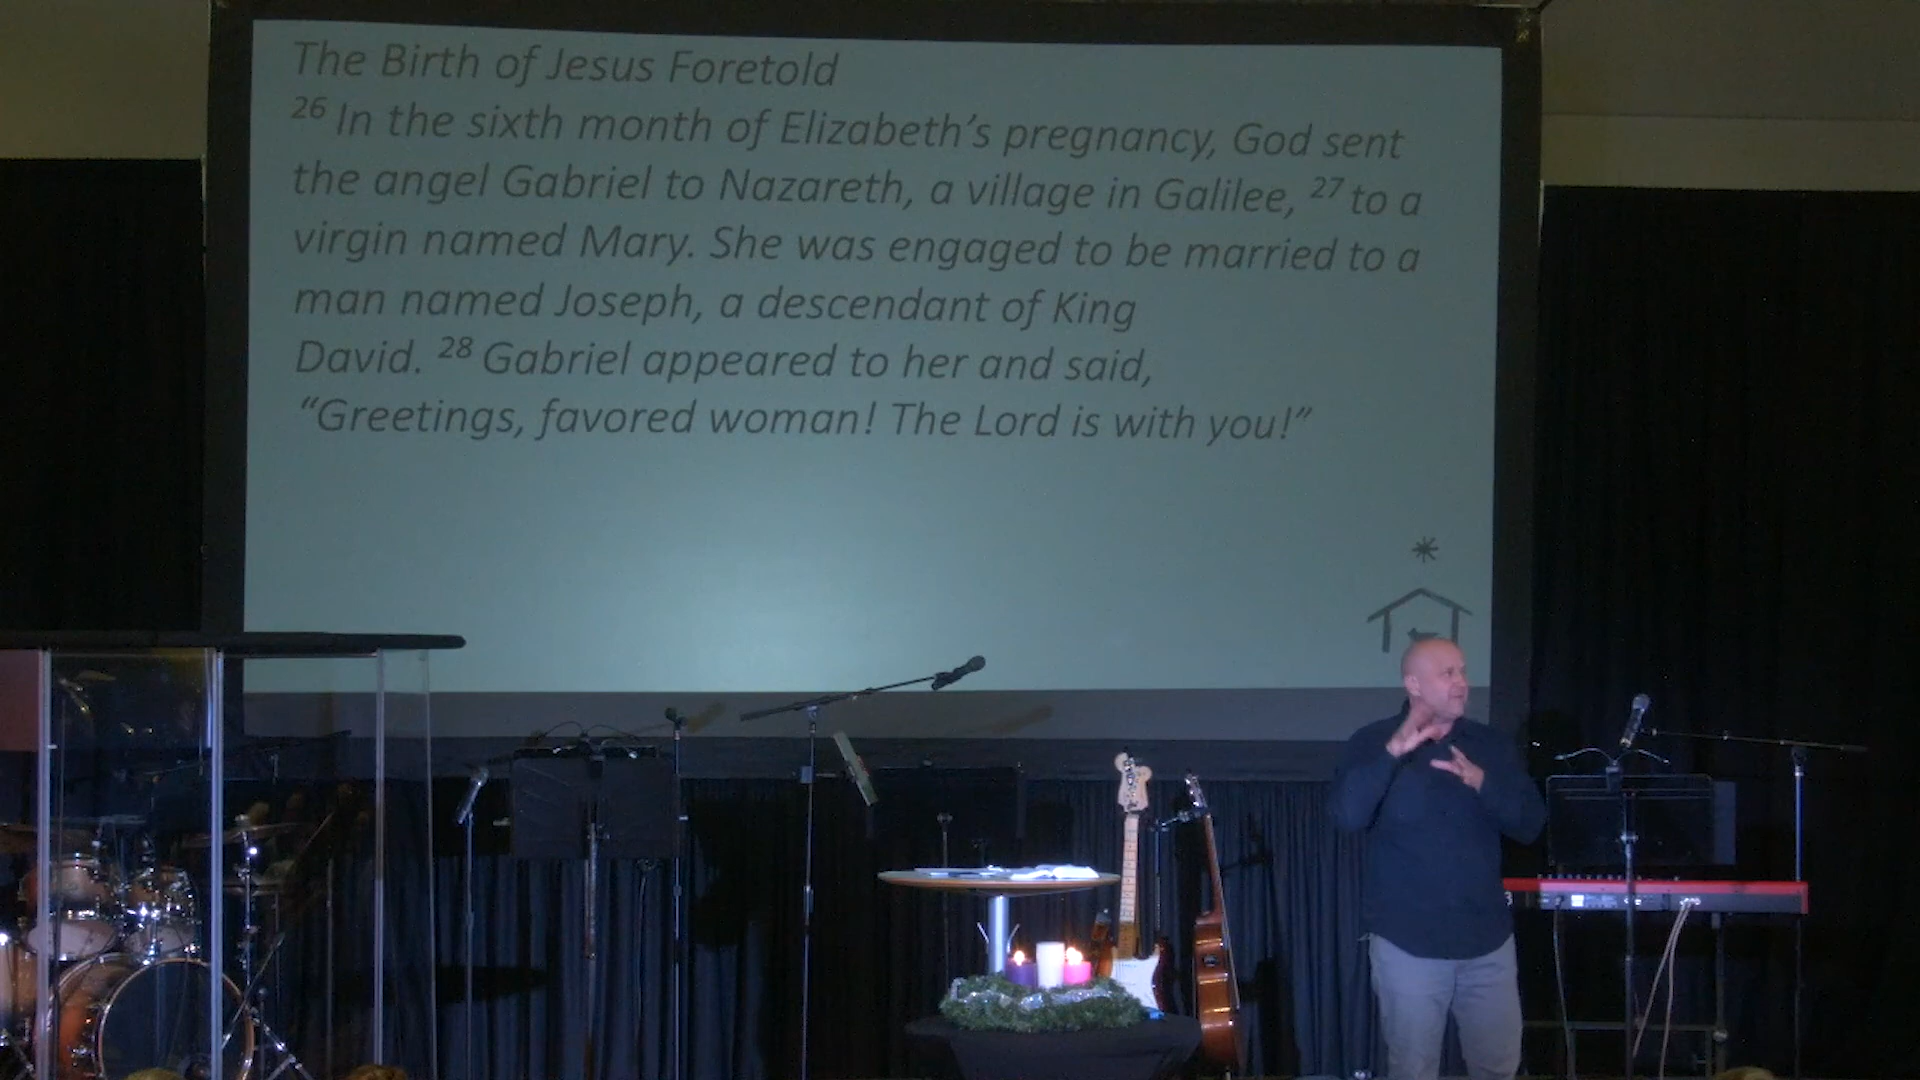 The Birth of Jesus Foretold
26 In the sixth month of Elizabeth's pregnancy, God sent
the angel Gabriel to Nazareth, a village in Galilee, 27 to a
virgin named Mary. She was engaged to be married to a
man named Joseph, a descendant of King
David. 28 Gabriel appeared to her and said,
“Greetings, favored woman! The Lord is with you!”